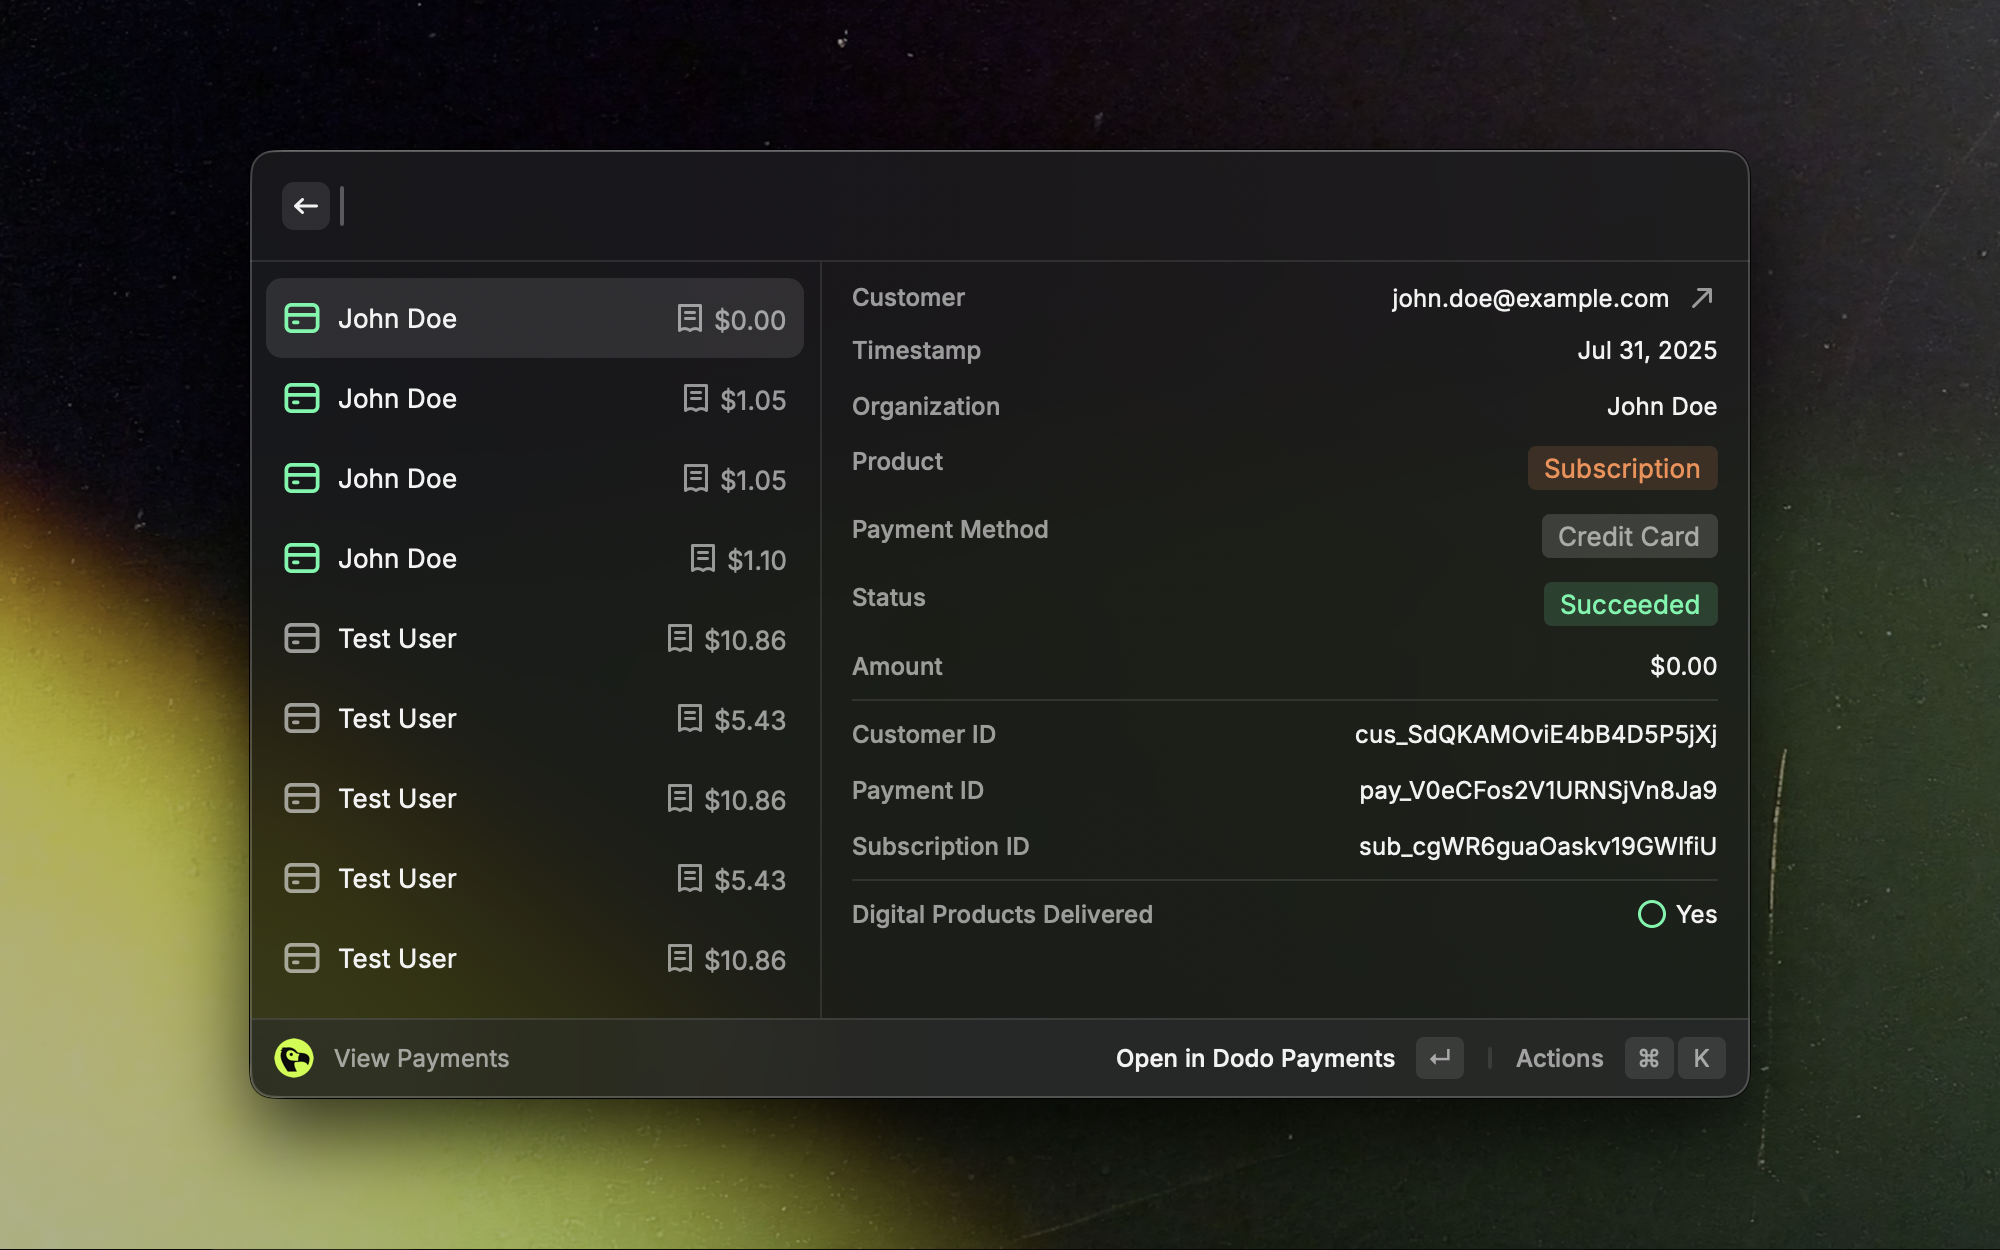 John Doe $0.00
John Doe $1.05
John Doe $1.05
John Doe $1.10
Test User $10.86
Test User $5.43
Test User $10.86
Test User $5.43
Test User $10.86
Customer john.doe@example.com
Timestamp Jul 31, 2025
Organization John Doe
Product Subscription
Payment Method Credit Card
Status Succeeded
Amount $0.00
Customer ID cus_SdQKAMOviE4bB4D5P5jXj
Payment ID pay_V0eCFos2V1URNSjVn8Ja9
Subscription ID sub_cgWR6guaOaskv19GWlfiU
Digital Products Delivered Yes
View Payments Open in Dodo Payments Actions ⌘ K